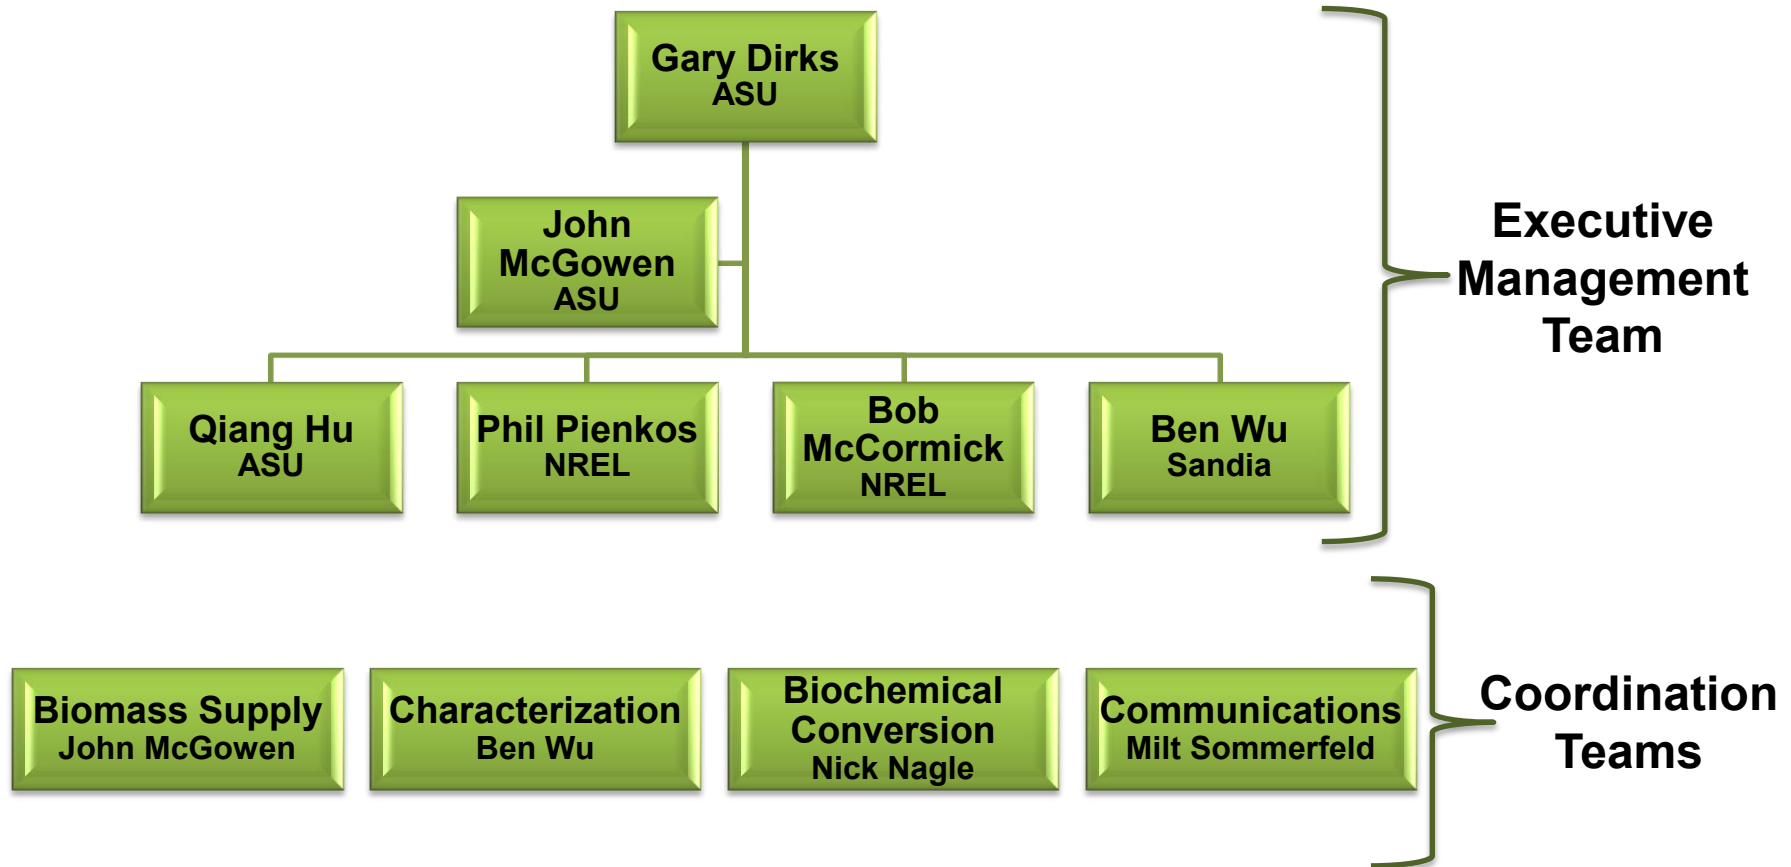 Gary Dirks
ASU
John
McGowen
ASU
Executive
Management
Team
Qiang Hu
ASU
Phil Pienkos
NREL
Bob
McCormick
NREL
Ben Wu
Sandia
Biomass Supply
John McGowen
Characterization
Ben Wu
Biochemical
Conversion
Nick Nagle
Communications
Milt Sommerfeld
Coordination
Teams